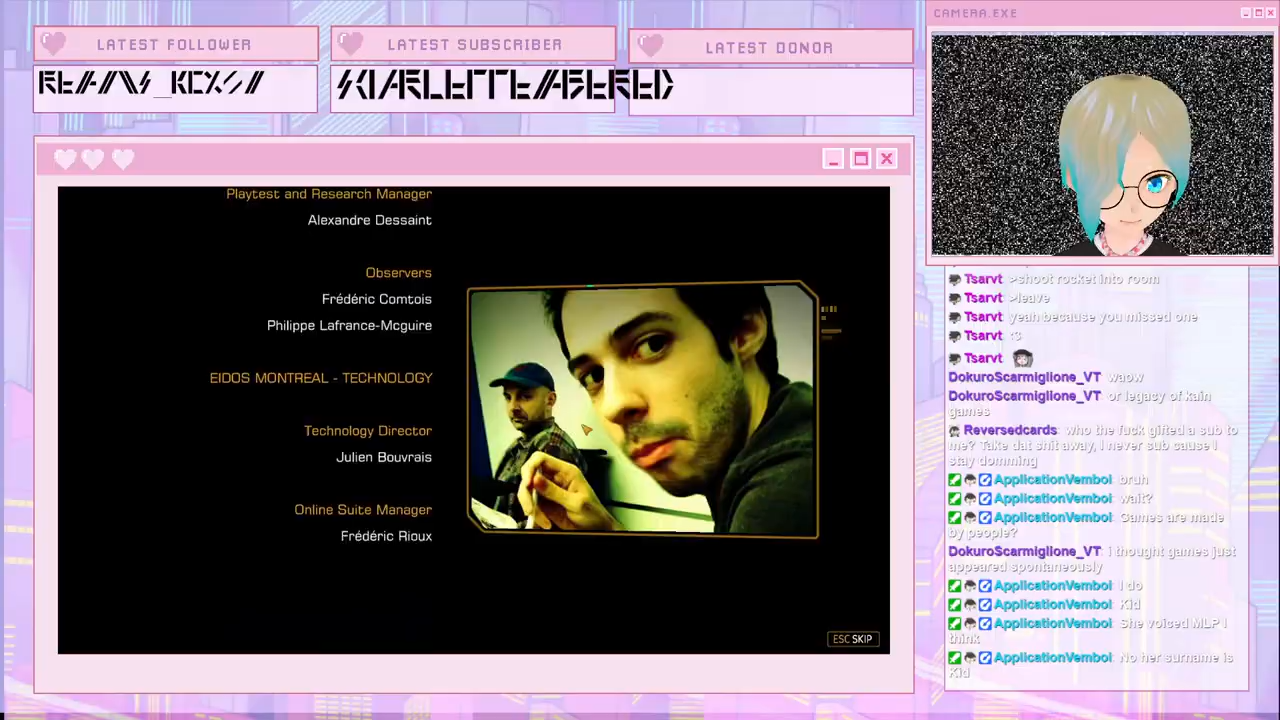 LATEST FOLLOWER
LATEST SUBSCRIBER
LATEST DONOR
CAMERA.EXE
Playtest and Research Manager
Alexandre Dessaint
Observers
Frédéric Comtois
Philippe Lafrance-Mcguire
EIDOS MONTREAL - TECHNOLOGY
Technology Director
Julien Bouvrais
Online Suite Manager
Frédéric Rioux
ESC SKIP
Tsarvt >shoot rocket into room
Tsarvt >leave
Tsarvt yeah because you missed one
Tsarvt :3
Tsarvt
DokuroScarmiglione_VT waow
DokuroScarmiglione_VT or legacy of kain
games
Reversedcards who the fuck gifted a sub to
me? Take dat shit away, I never sub cause I
stay domming
ApplicationVembol bruh
ApplicationVembol wait?
ApplicationVembol Games are made
by people?
DokuroScarmiglione_VT i thought games just
appeared spontaneously
ApplicationVembol I do
ApplicationVembol Kid
ApplicationVembol She voiced MLP I
think
ApplicationVembol No her surname is
Kid